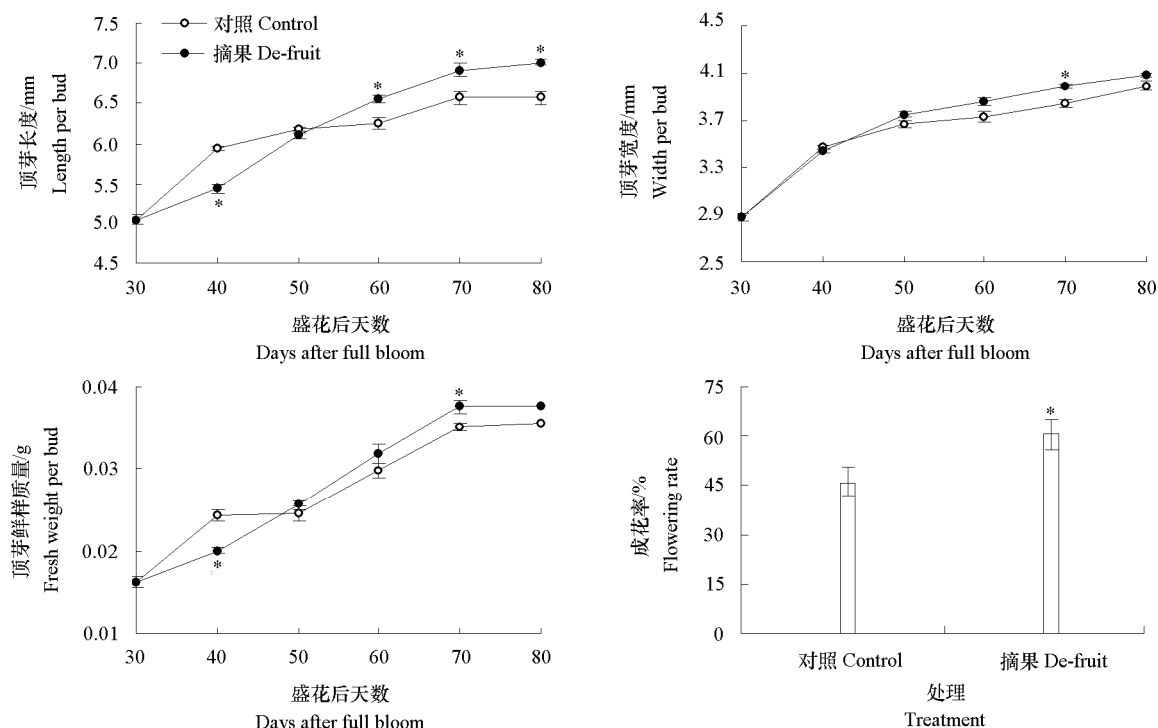 对照 Control
摘果 De-fruit
顶芽长度/mm
Length per bud
7.5
7.0
6.5
6.0
5.5
5.0
4.5
*
*
*
*
30 40 50 60 70 80
盛花后天数
Days after full bloom
顶芽宽度/mm
Width per bud
4.5
4.1
3.7
3.3
2.9
2.5
*
30 40 50 60 70 80
盛花后天数
Days after full bloom
顶芽鲜样质量/g
Fresh weight per bud
0.04
0.03
0.02
0.01
*
*
30 40 50 60 70 80
盛花后天数
Days after full bloom
成花率/%
Flowering rate
75
60
45
30
15
0
*
对照 Control 摘果 De-fruit
处理
Treatment